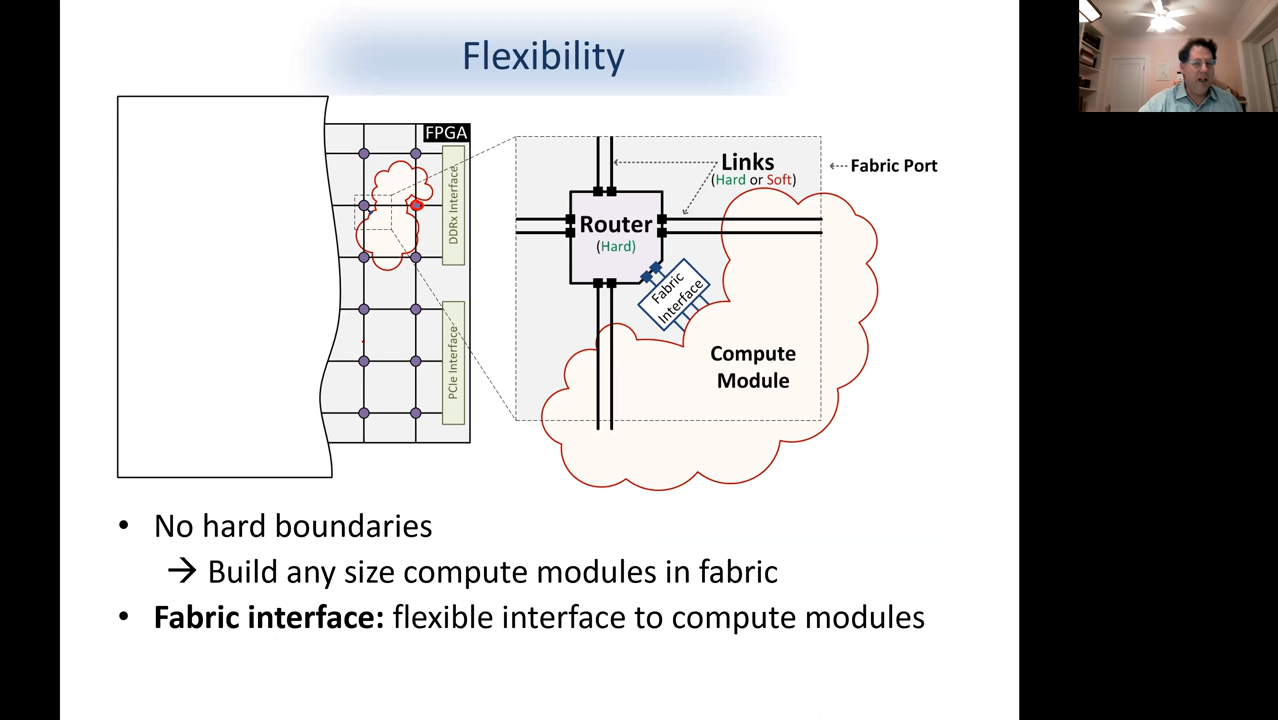 Flexibility
FPGA
DDRx Interface
PCIe Interface
Links
(Hard or Soft)
Fabric Port
Router
(Hard)
Fabric
Interface
Compute
Module
• No hard boundaries
→ Build any size compute modules in fabric
• Fabric interface: flexible interface to compute modules